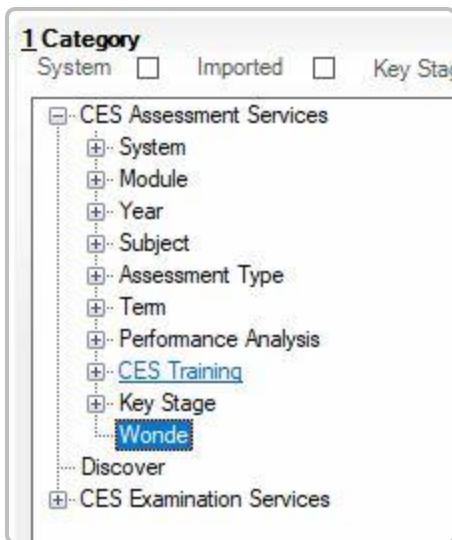 1 Category
System Imported Key Stag
CES Assessment Services
System
Module
Year
Subject
Assessment Type
Term
Performance Analysis
CES Training
Key Stage
Wonde
Discover
CES Examination Services